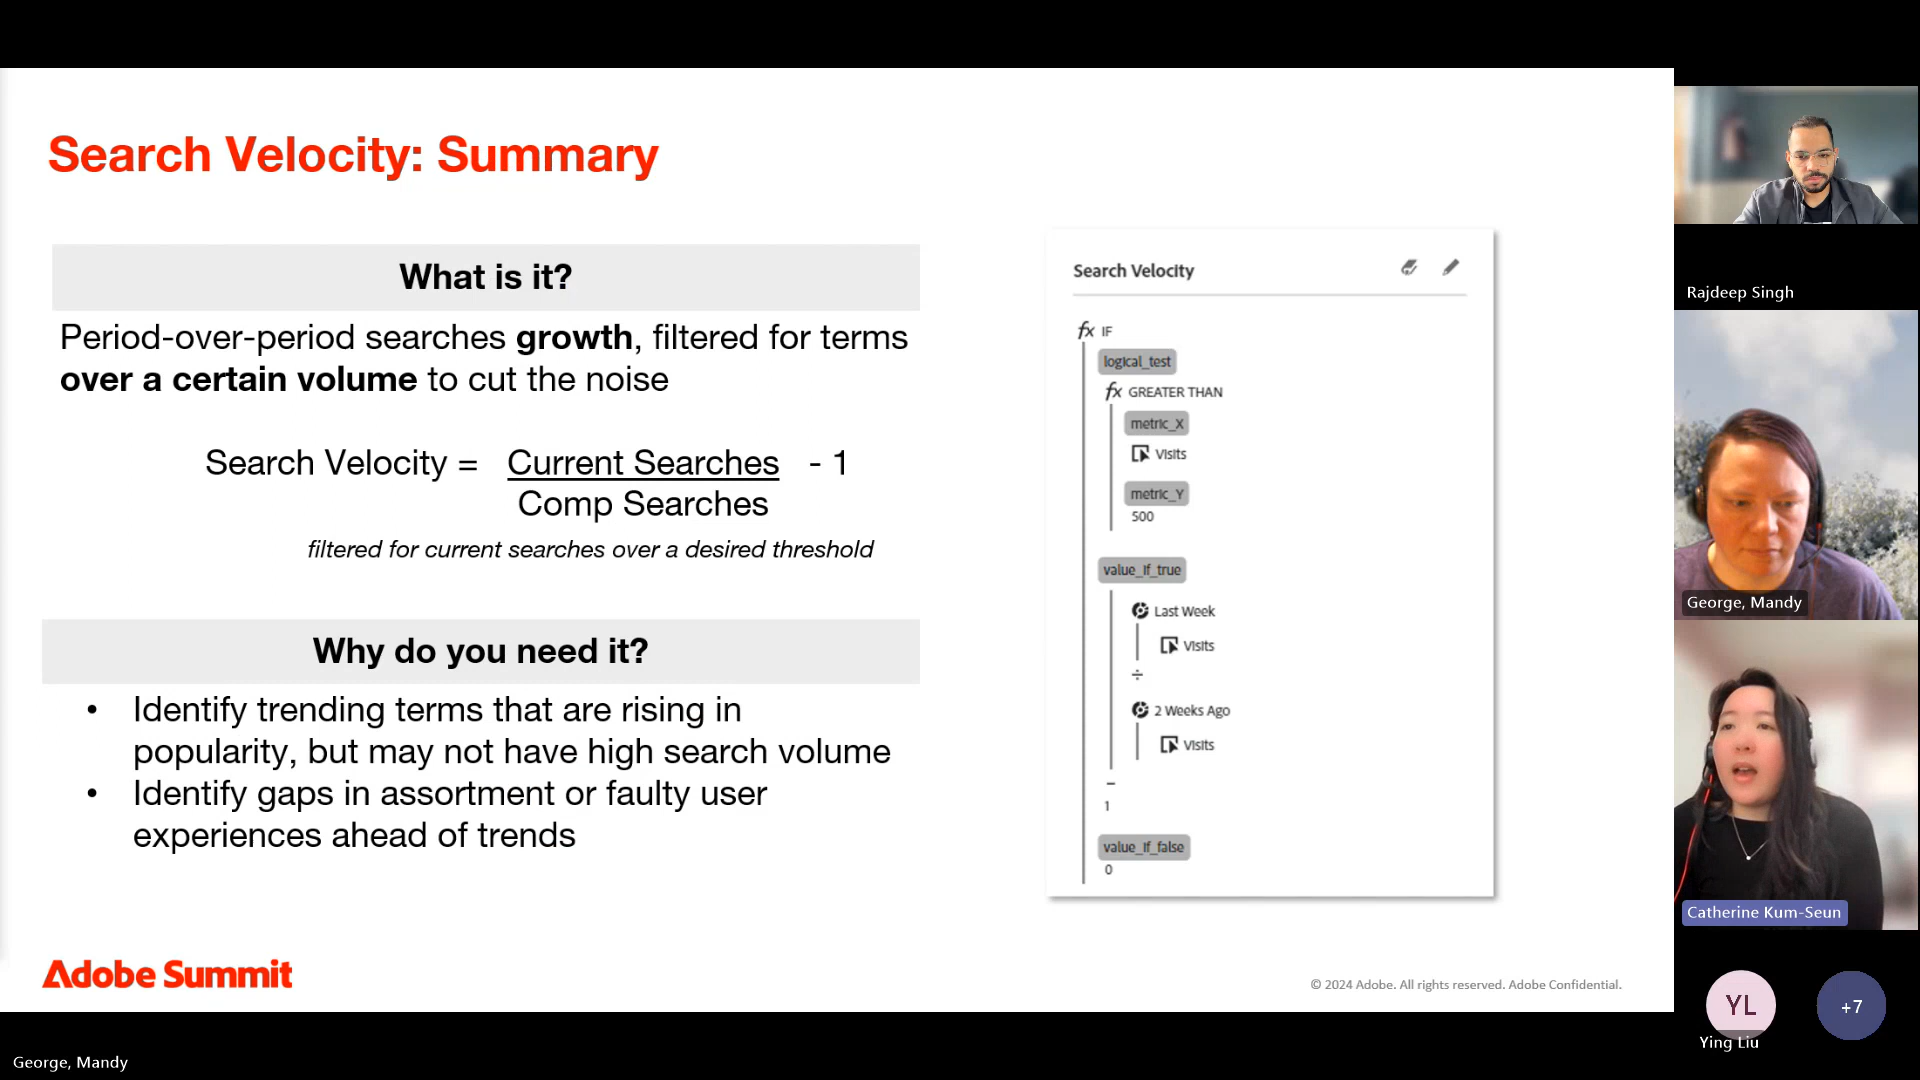 Search Velocity: Summary
What is it?
Period-over-period searches growth, filtered for terms
over a certain volume to cut the noise
Search Velocity = Current Searches - 1
Comp Searches
filtered for current searches over a desired threshold
Why do you need it?
• Identify trending terms that are rising in
popularity, but may not have high search volume
• Identify gaps in assortment or faulty user
experiences ahead of trends
Search Velocity
fx IF
logical_test
fx GREATER THAN
metric_X
Visits
metric_Y
500
value_if_true
Last Week
Visits
÷
2 Weeks Ago
Visits
–
1
value_if_false
0
Adobe Summit
© 2024 Adobe. All rights reserved. Adobe Confidential.
Rajdeep Singh
George, Mandy
Catherine Kum-Seun
YL
+7
Ying Liu
George, Mandy